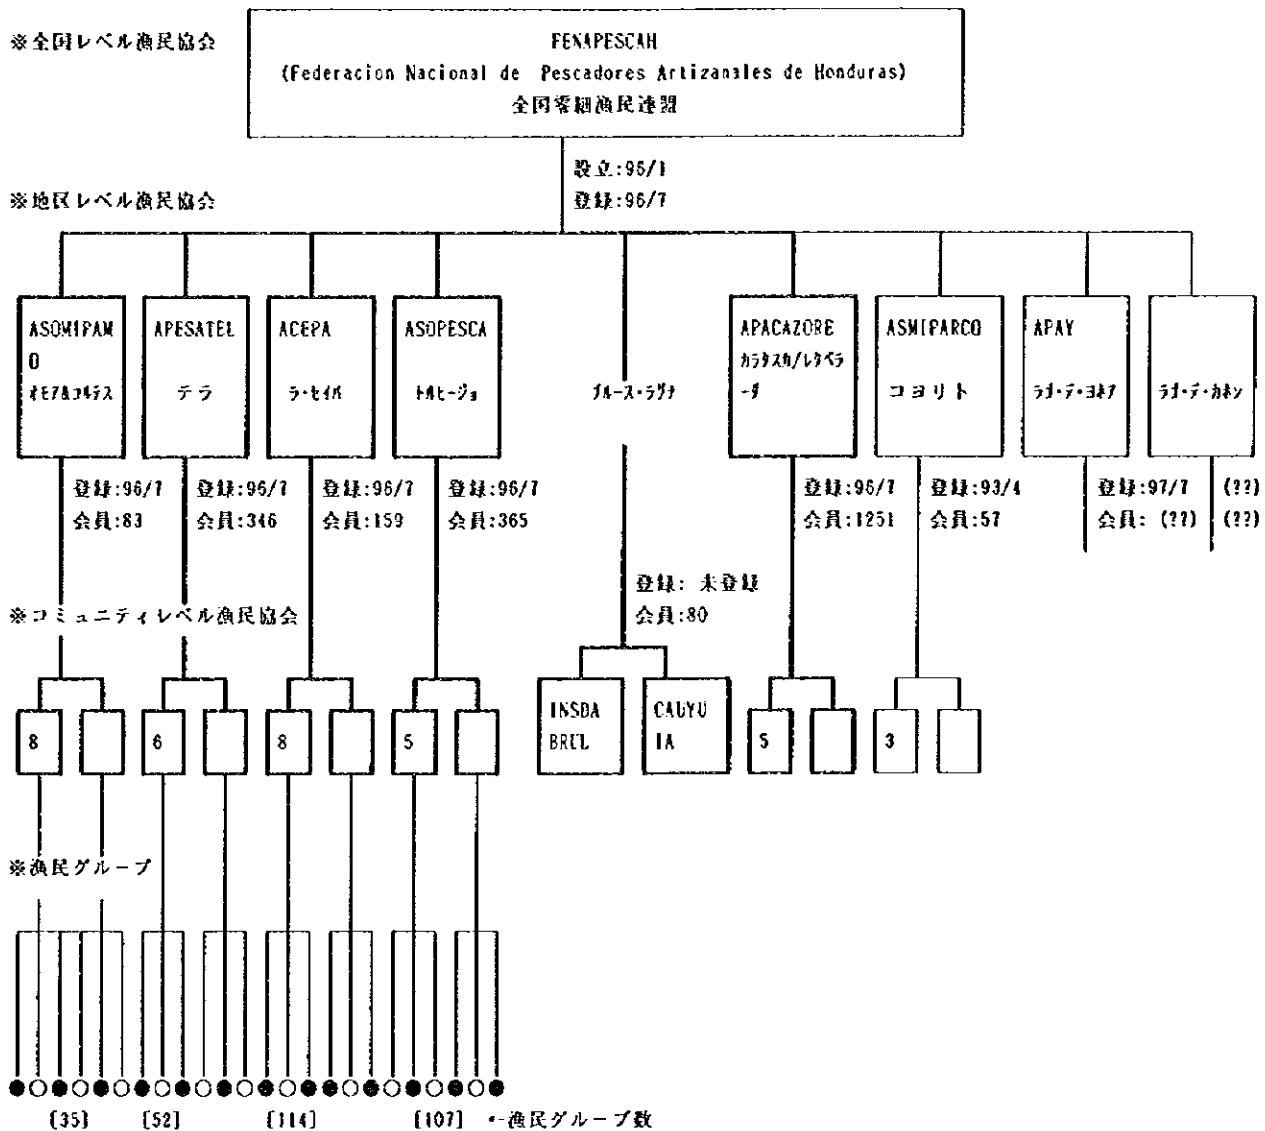 ※全国レベル漁民協会
FENAPESCAH
(Federacion Nacional de Pescadores Artizanales de Honduras)
全国零細漁民連盟
設立:96/1
登録:96/7
※地区レベル漁民協会
ASOMIPAM
O
オモア&コルテス
APESATEL
テラ
ACEPA
ラ・セイバ
ASOPESCA
トルヒージョ
ブルース・ラグナ
APACAZORE
カラタスカ/レタベラ
ーダ
ASMIPARCO
コヨリト
APAY
ラゴ・デ・ヨホア
ラゴ・デ・カホン
登録:96/7
会員:83
登録:96/7
会員:346
登録:96/7
会員:159
登録:96/7
会員:365
登録:96/7
会員:1251
登録:93/4
会員:57
登録:97/7
会員: (??)
(??)
(??)
登録: 未登録
会員:80
※コミュニティレベル漁民協会
8
6
8
5
INSDA
BREL
CAUYU
IA
5
3
※漁民グループ
[35]
[52]
[114]
[107]
←漁民グループ数